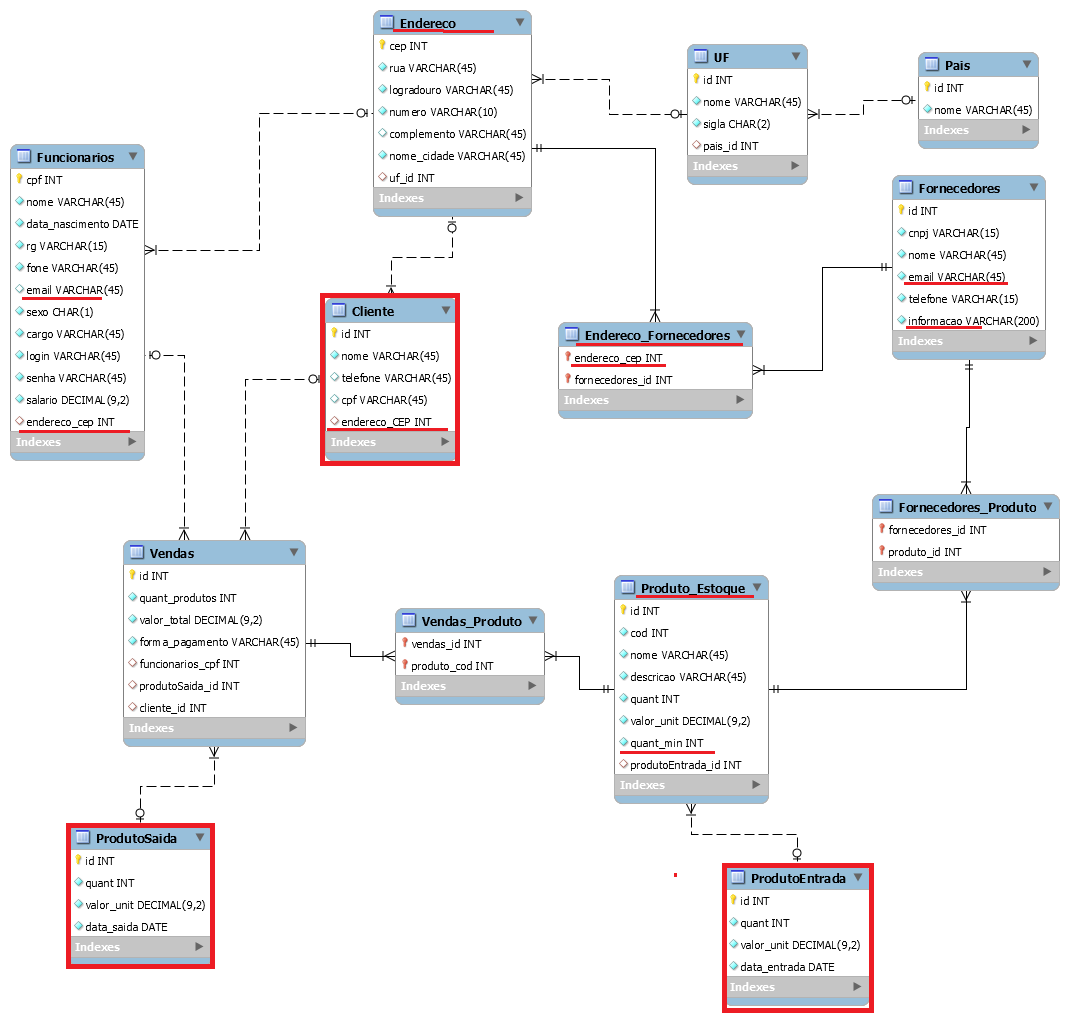 Endereco
cep INT
rua VARCHAR(45)
logradouro VARCHAR(45)
numero VARCHAR(10)
complemento VARCHAR(45)
nome_cidade VARCHAR(45)
uf_id INT
Indexes
UF
id INT
nome VARCHAR(45)
sigla CHAR(2)
pais_id INT
Indexes
Pais
id INT
nome VARCHAR(45)
Indexes
Funcionarios
cpf INT
nome VARCHAR(45)
data_nascimento DATE
rg VARCHAR(15)
fone VARCHAR(45)
email VARCHAR(45)
sexo CHAR(1)
cargo VARCHAR(45)
login VARCHAR(45)
senha VARCHAR(45)
salario DECIMAL(9,2)
endereco_cep INT
Indexes
Cliente
id INT
nome VARCHAR(45)
telefone VARCHAR(45)
cpf VARCHAR(45)
endereco_CEP INT
Indexes
Endereco_Fornecedores
endereco_cep INT
fornecedores_id INT
Indexes
Fornecedores
id INT
cnpj VARCHAR(15)
nome VARCHAR(45)
email VARCHAR(45)
telefone VARCHAR(15)
informacao VARCHAR(200)
Indexes
Fornecedores_Produto
fornecedores_id INT
produto_id INT
Indexes
Vendas
id INT
quant_produtos INT
valor_total DECIMAL(9,2)
forma_pagamento VARCHAR(45)
funcionarios_cpf INT
produtoSaida_id INT
cliente_id INT
Indexes
Vendas_Produto
vendas_id INT
produto_cod INT
Indexes
Produto_Estoque
id INT
cod INT
nome VARCHAR(45)
descricao VARCHAR(45)
quant INT
valor_unit DECIMAL(9,2)
quant_min INT
produtoEntrada_id INT
Indexes
ProdutoSaida
id INT
quant INT
valor_unit DECIMAL(9,2)
data_saida DATE
Indexes
ProdutoEntrada
id INT
quant INT
valor_unit DECIMAL(9,2)
data_entrada DATE
Indexes